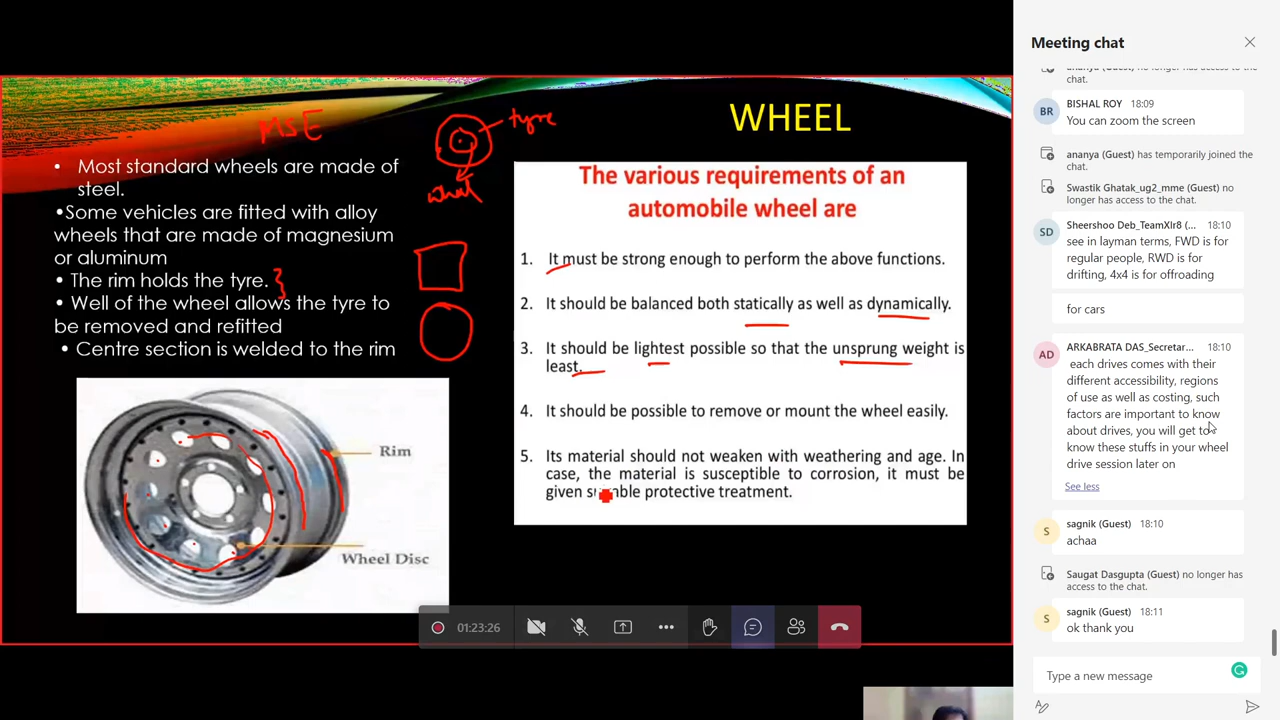 MSE
tyre
wheel
WHEEL
• Most standard wheels are made of
steel.
•Some vehicles are fitted with alloy
wheels that are made of magnesium
or aluminum
• The rim holds the tyre.
• Well of the wheel allows the tyre to
be removed and refitted
• Centre section is welded to the rim
Rim
Wheel Disc
The various requirements of an
automobile wheel are
1. It must be strong enough to perform the above functions.
2. It should be balanced both statically as well as dynamically.
3. It should be lightest possible so that the unsprung weight is
least.
4. It should be possible to remove or mount the wheel easily.
5. Its material should not weaken with weathering and age. In
case, the material is susceptible to corrosion, it must be
given protective treatment.
01:23:26
Meeting chat
ananya (Guest) no longer has access to the
chat.
BR
BISHAL ROY 18:09
You can zoom the screen
ananya (Guest) has temporarily joined the
chat.
Swastik Ghatak_ug2_mme (Guest) no
longer has access to the chat.
SD
Sheershoo Deb_TeamXlr8 (... 18:10
see in layman terms, FWD is for
regular people, RWD is for
drifting, 4x4 is for offroading
for cars
AD
ARKABRATA DAS_Secretar... 18:10
each drives comes with their
different accessibility, regions
of use as well as costing, such
factors are important to know
about drives, you will get to
know these stuffs in your wheel
drive session later on
See less
S
sagnik (Guest) 18:10
achaa
Saugat Dasgupta (Guest) no longer has
access to the chat.
S
sagnik (Guest) 18:11
ok thank you
Type a new message